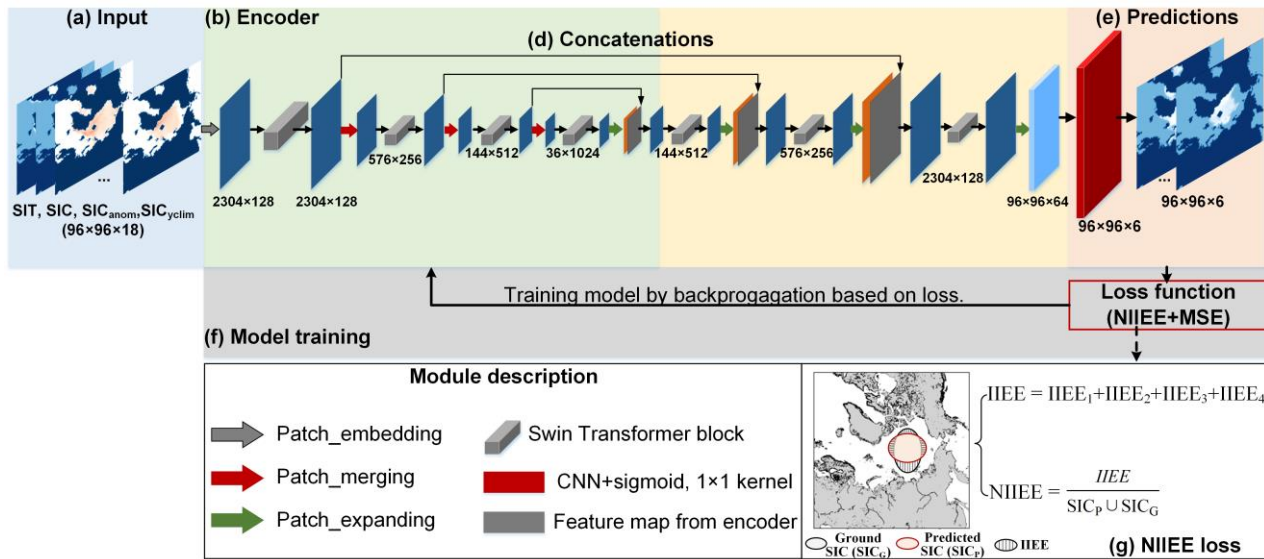 (a) Input
(b) Encoder
(d) Concatenations
(e) Predictions
SIT, SIC, SICanom,SICyclim
(96×96×18)
2304×128
2304×128
576×256
144×512
36×1024
144×512
576×256
2304×128
96×96×64
96×96×6
...
96×96×6
...
Training model by backprogagation based on loss.
Loss function
(NIIEE+MSE)
(f) Model training
Module description
Patch_embedding
Swin Transformer block
Patch_merging
CNN+sigmoid, 1×1 kernel
Patch_expanding
Feature map from encoder
IIEE = IIEE1+IIEE2+IIEE3+IIEE4
NIIEE = IIEE / SICP ∪ SICG
Ground SIC (SICG)
Predicted SIC (SICP)
IIEE
(g) NIIEE loss